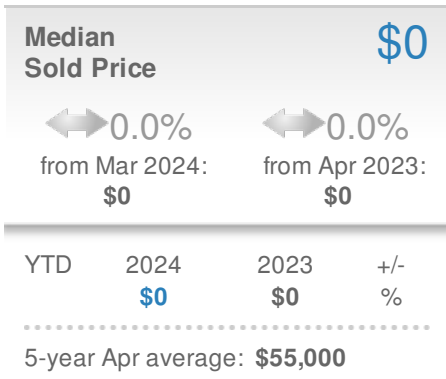 Median $0
Sold Price
0.0% 0.0%
from Mar 2024: from Apr 2023:
$0 $0
YTD 2024 2023 +/-
$0 $0 %
5-year Apr average: $55,000